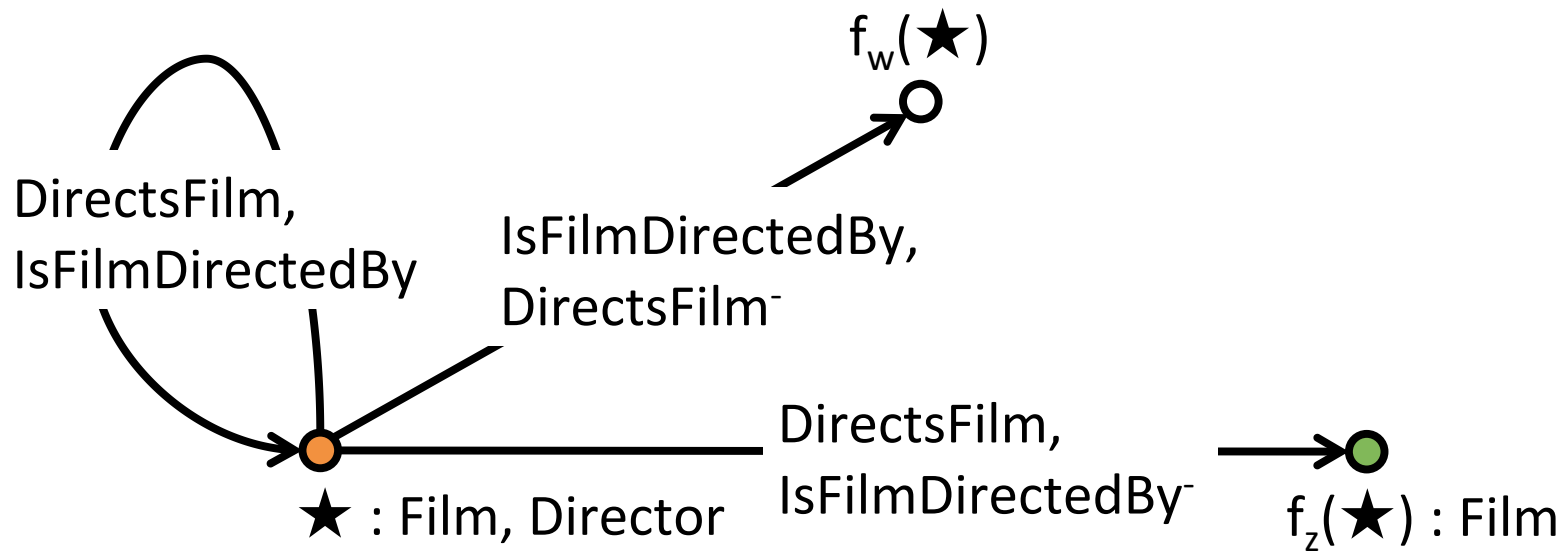 f_w(★)
DirectsFilm,
IsFilmDirectedBy
IsFilmDirectedBy,
DirectsFilm⁻
DirectsFilm,
IsFilmDirectedBy⁻
★ : Film, Director
f_z(★) : Film